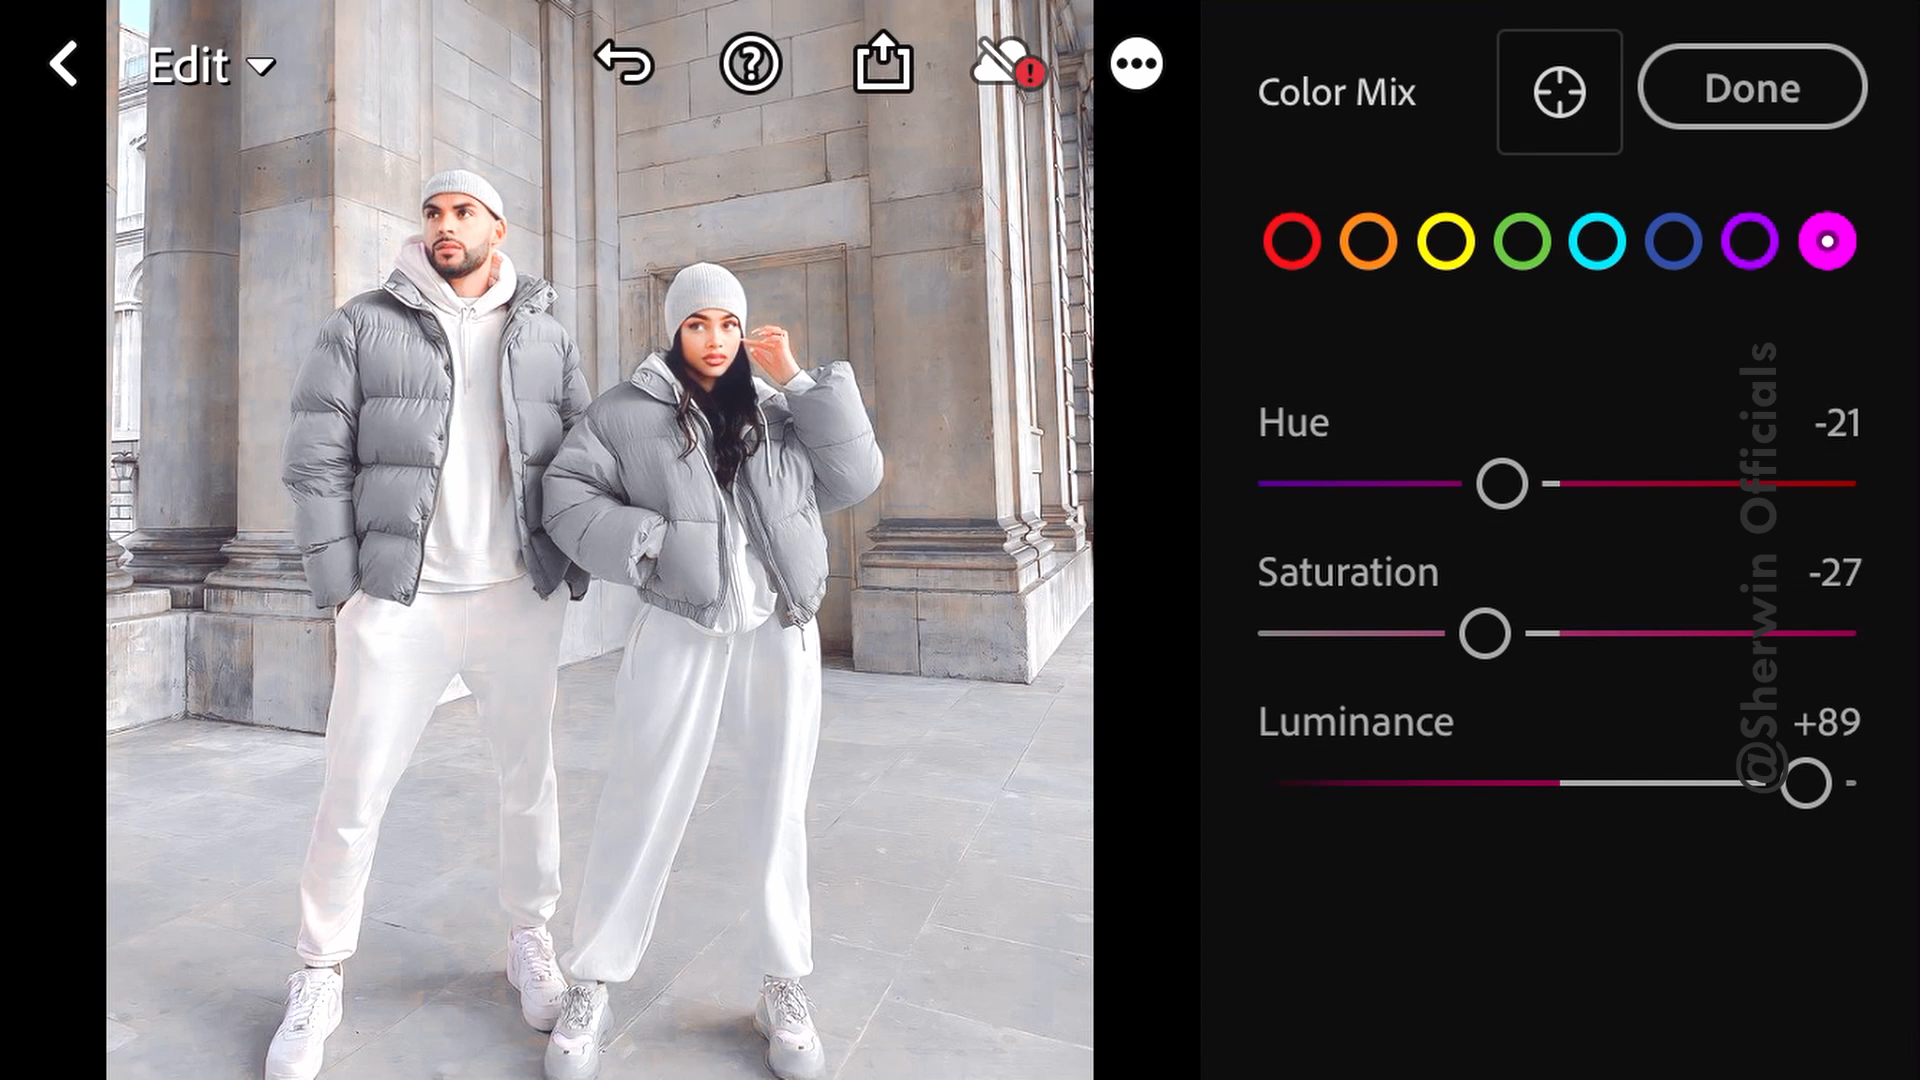 Edit
Color Mix
Done
Hue
-21
Saturation
-27
Luminance
+89
@Sherwin Officials